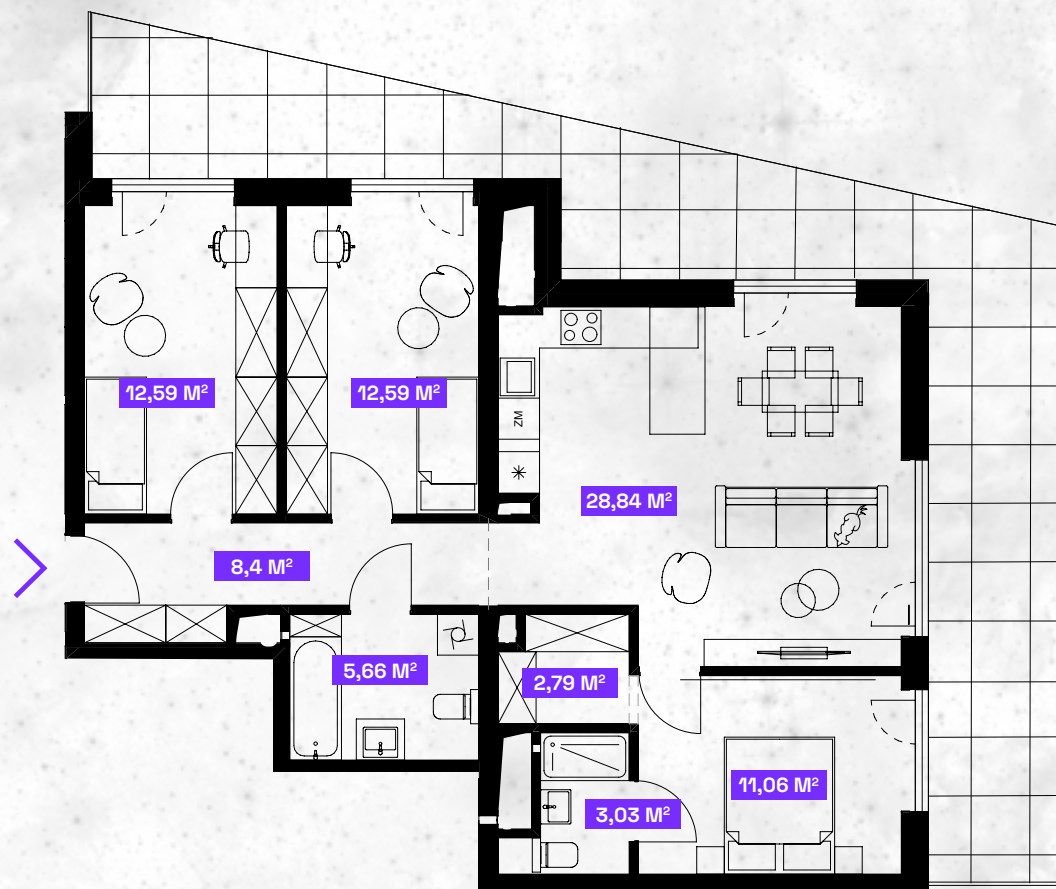 12,59 M²
12,59 M²
ZM
28,84 M²
8,4 M²
5,66 M²
2,79 M²
11,06 M²
3,03 M²